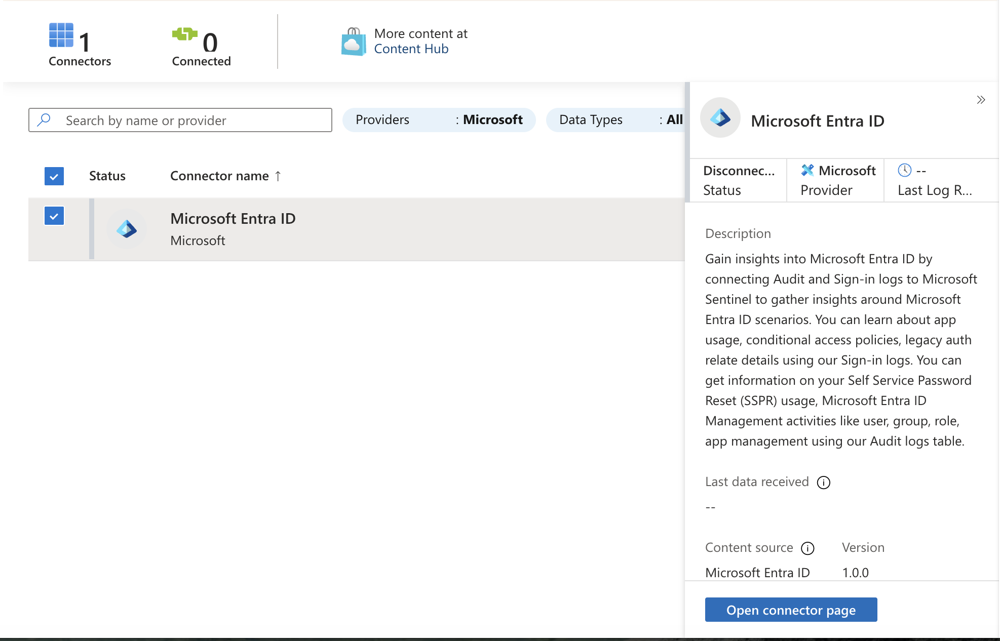 1
Connectors
0
Connected
More content at
Content Hub
Search by name or provider
Providers : Microsoft
Data Types : All
Status Connector name ↑
Microsoft Entra ID
Microsoft
Microsoft Entra ID
Disconnec...
Status
Microsoft
Provider
--
Last Log R...
Description
Gain insights into Microsoft Entra ID by
connecting Audit and Sign-in logs to Microsoft
Sentinel to gather insights around Microsoft
Entra ID scenarios. You can learn about app
usage, conditional access policies, legacy auth
relate details using our Sign-in logs. You can
get information on your Self Service Password
Reset (SSPR) usage, Microsoft Entra ID
Management activities like user, group, role,
app management using our Audit logs table.
Last data received
--
Content source Version
Microsoft Entra ID 1.0.0
Open connector page